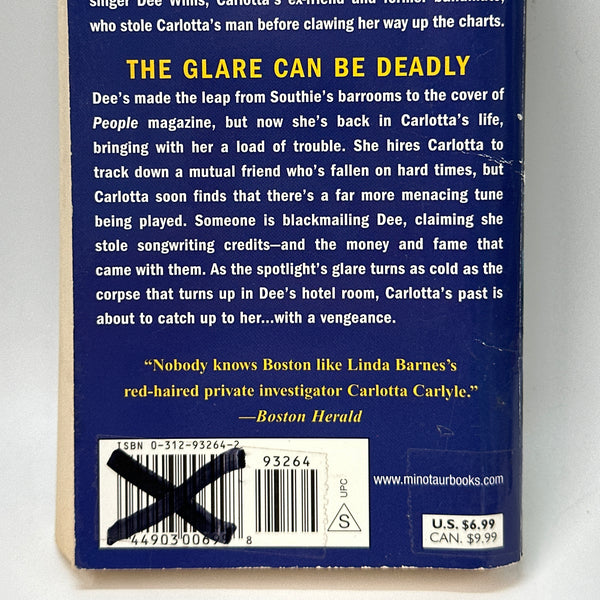 singer Dee Willis, Carlotta's ex-friend and former bandmate,
who stole Carlotta's man before clawing her way up the charts.
THE GLARE CAN BE DEADLY
Dee's made the leap from Southie's barrooms to the cover of
People magazine, but now she's back in Carlotta's life,
bringing with her a load of trouble. She hires Carlotta to
track down a mutual friend who's fallen on hard times, but
Carlotta soon finds that there's a far more menacing tune
being played. Someone is blackmailing Dee, claiming she
stole songwriting credits—and the money and fame that
came with them. As the spotlight's glare turns as cold as the
corpse that turns up in Dee's hotel room, Carlotta's past is
about to catch up to her...with a vengeance.
“Nobody knows Boston like Linda Barnes's
red-haired private investigator Carlotta Carlyle.”
—Boston Herald
ISBN 0-312-93264-2
93264
UPC
S
44903 0069 8
www.minotaurbooks.com
U.S. $6.99
CAN. $9.99